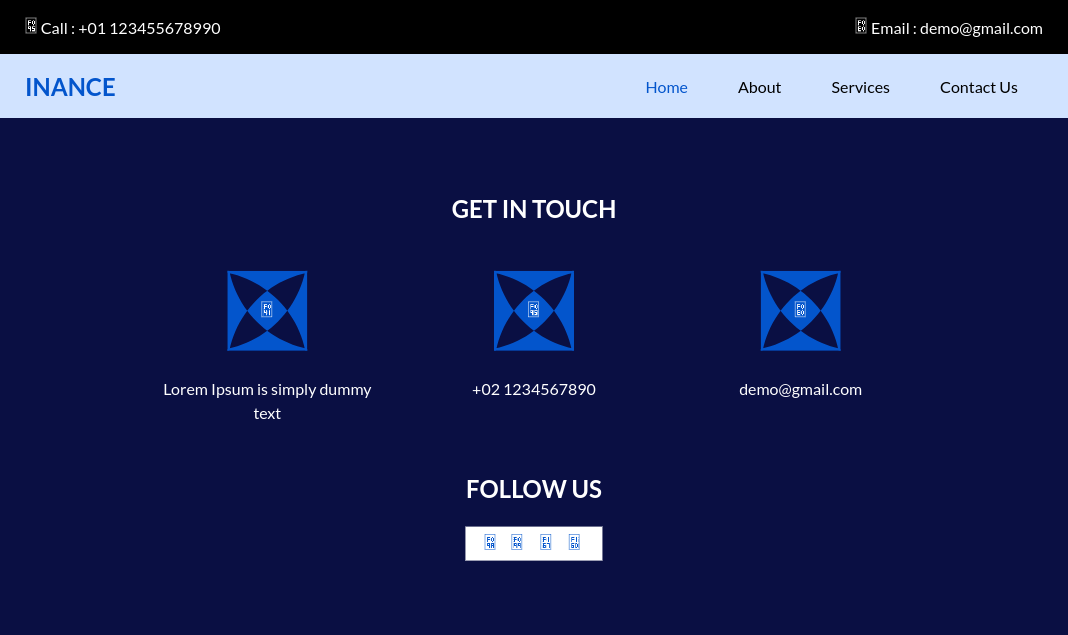 Call : +01 123455678990
Email : demo@gmail.com
INANCE
Home
About
Services
Contact Us
GET IN TOUCH
Lorem Ipsum is simply dummy
text
+02 1234567890
demo@gmail.com
FOLLOW US